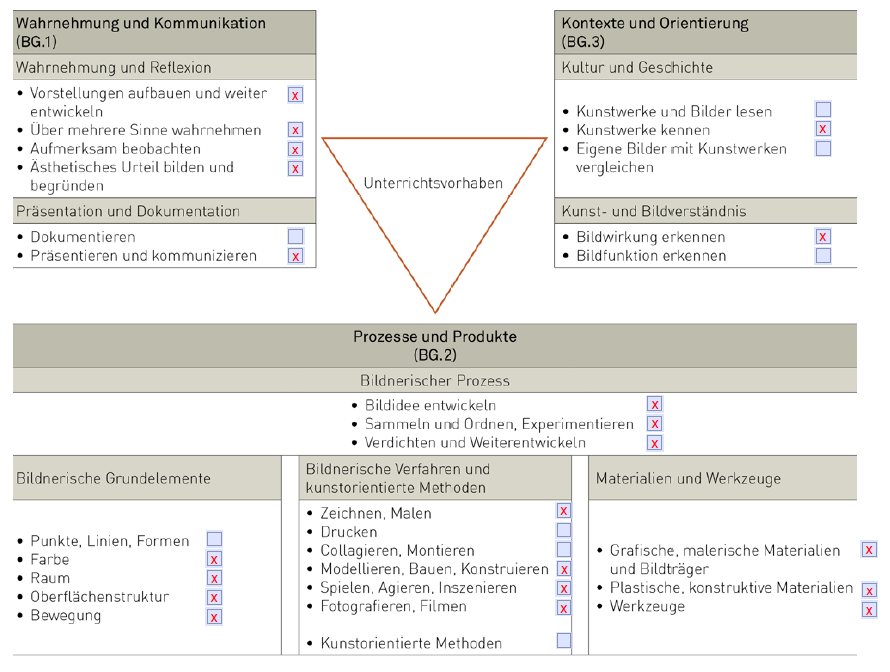 Wahrnehmung und Kommunikation
(BG.1)
Wahrnehmung und Reflexion
• Vorstellungen aufbauen und weiter x
entwickeln
• Über mehrere Sinne wahrnehmen x
• Aufmerksam beobachten x
• Ästhetisches Urteil bilden und x
begründen
Präsentation und Dokumentation
• Dokumentieren
• Präsentieren und kommunizieren x
Unterrichtsvorhaben
Kontexte und Orientierung
(BG.3)
Kultur und Geschichte
• Kunstwerke und Bilder lesen
• Kunstwerke kennen x
• Eigene Bilder mit Kunstwerken
vergleichen
Kunst- und Bildverständnis
• Bildwirkung erkennen x
• Bildfunktion erkennen
Prozesse und Produkte
(BG.2)
Bildnerischer Prozess
• Bildidee entwickeln x
• Sammeln und Ordnen, Experimentieren x
• Verdichten und Weiterentwickeln x
Bildnerische Grundelemente
• Punkte, Linien, Formen
• Farbe x
• Raum x
• Oberflächenstruktur x
• Bewegung x
Bildnerische Verfahren und
kunstorientierte Methoden
• Zeichnen, Malen x
• Drucken
• Collagieren, Montieren
• Modellieren, Bauen, Konstruieren x
• Spielen, Agieren, Inszenieren x
• Fotografieren, Filmen x
• Kunstorientierte Methoden
Materialien und Werkzeuge
• Grafische, malerische Materialien x
und Bildträger
• Plastische, konstruktive Materialien x
• Werkzeuge x